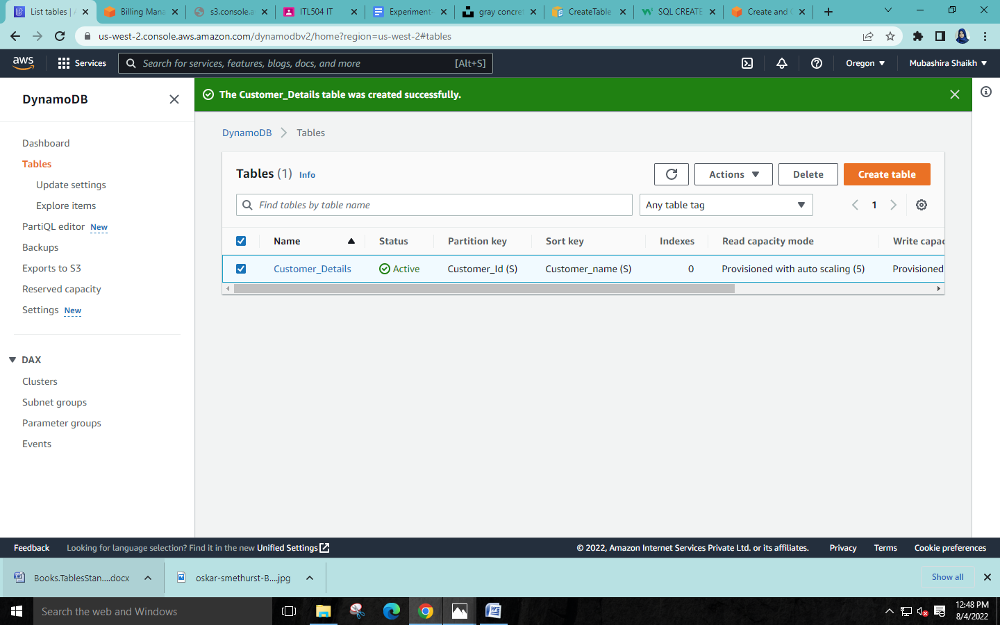 List tables |
Billing Mana
s3.console.a
ITL504 IT
Experiment-
gray concret
CreateTable
SQL CREATE
Create and
us-west-2.console.aws.amazon.com/dynamodbv2/home?region=us-west-2#tables
aws
Services
Search for services, features, blogs, docs, and more
[Alt+S]
Oregon
Mubashira Shaikh
DynamoDB
The Customer_Details table was created successfully.
Dashboard
Tables
Update settings
Explore items
PartiQL editor New
Backups
Exports to S3
Reserved capacity
Settings New
DAX
Clusters
Subnet groups
Parameter groups
Events
DynamoDB
Tables
Tables (1) Info
Actions
Delete
Create table
Find tables by table name
Any table tag
1
Name
Status
Partition key
Sort key
Indexes
Read capacity mode
Write capac
Customer_Details
Active
Customer_Id (S)
Customer_name (S)
0
Provisioned with auto scaling (5)
Provisioned
Feedback
Looking for language selection? Find it in the new Unified Settings
© 2022, Amazon Internet Services Private Ltd. or its affiliates.
Privacy
Terms
Cookie preferences
Books.TablesStan....docx
oskar-smethurst-B....jpg
Show all
Search the web and Windows
12:48 PM
8/4/2022